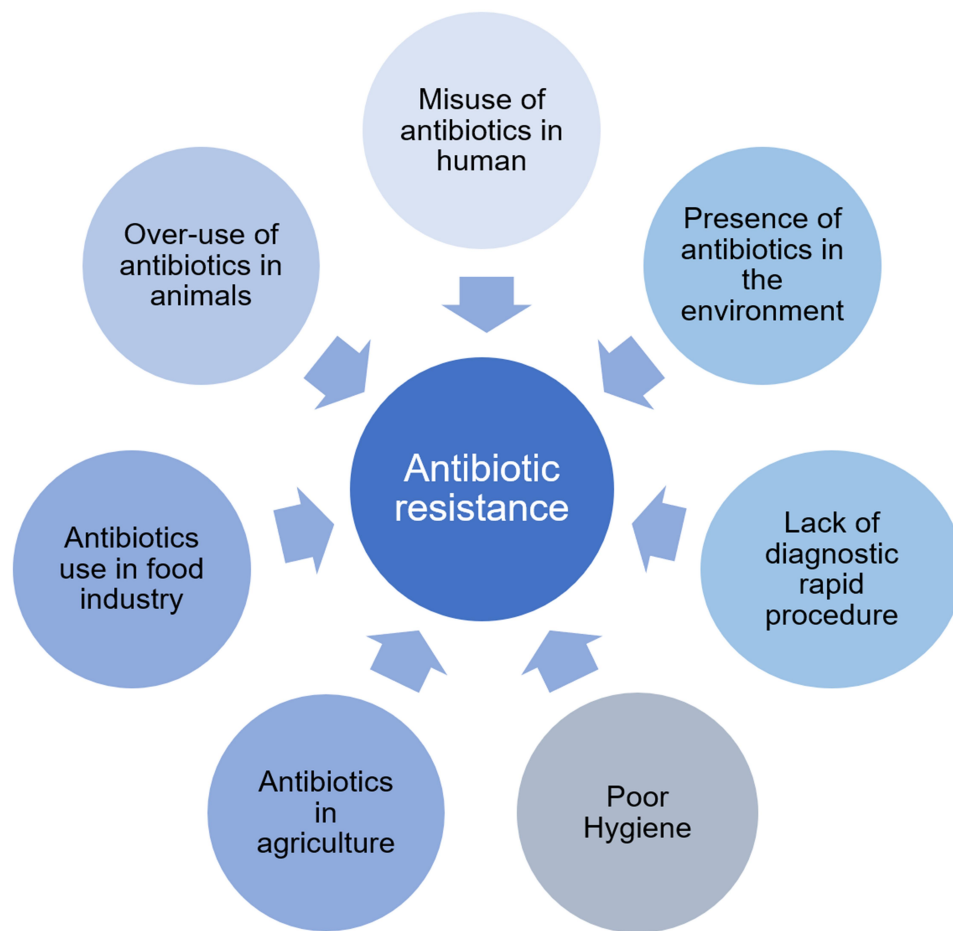 Misuse of
antibiotics in
human
Presence of
antibiotics in
the
environment
Lack of
diagnostic
rapid
procedure
Poor
Hygiene
Antibiotics
in
agriculture
Antibiotics
use in food
industry
Over-use of
antibiotics in
animals
Antibiotic
resistance